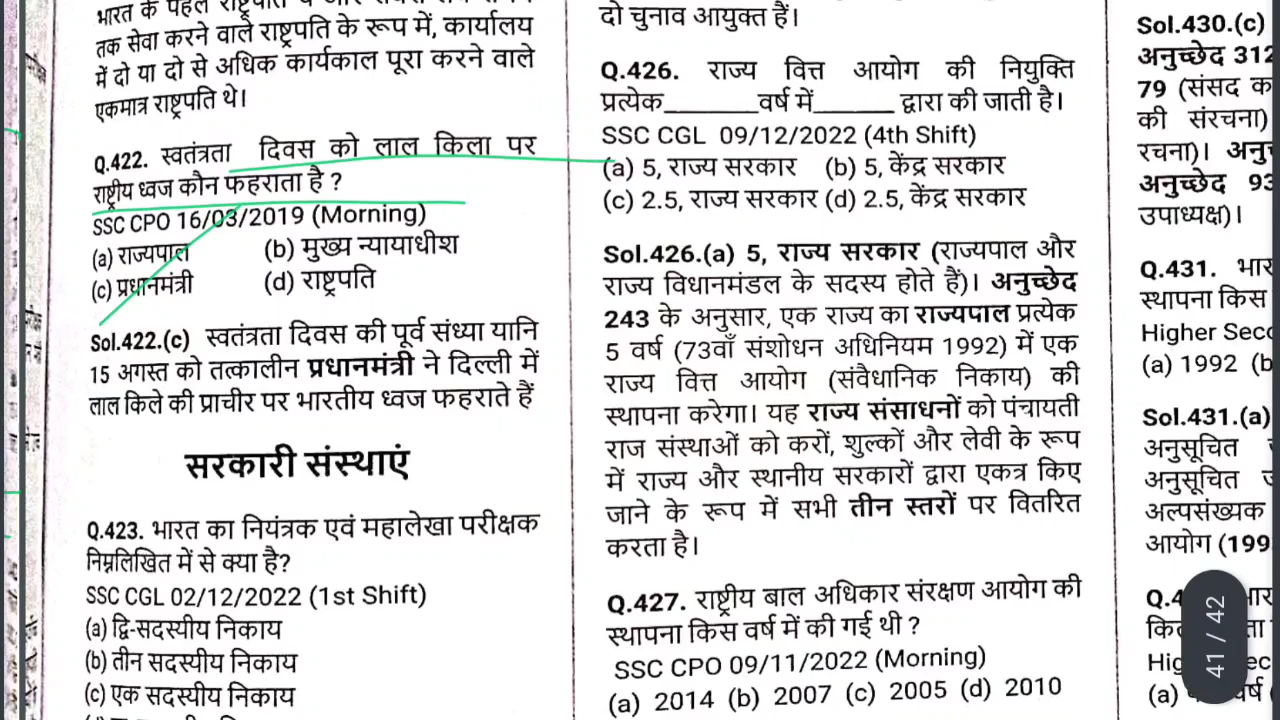 भारत के पहले राष्ट्रपति थे और
तक सेवा करने वाले राष्ट्रपति के रूप में, कार्यालय
में दो या दो से अधिक कार्यकाल पूरा करने वाले
एकमात्र राष्ट्रपति थे।
Q.422. स्वतंत्रता दिवस को लाल किला पर
राष्ट्रीय ध्वज कौन फहराता है ?
SSC CPO 16/03/2019 (Morning)
(a) राज्यपाल (b) मुख्य न्यायाधीश
(c) प्रधानमंत्री (d) राष्ट्रपति
Sol.422.(c) स्वतंत्रता दिवस की पूर्व संध्या यानि
15 अगस्त को तत्कालीन प्रधानमंत्री ने दिल्ली में
लाल किले की प्राचीर पर भारतीय ध्वज फहराते हैं
सरकारी संस्थाएं
Q.423. भारत का नियंत्रक एवं महालेखा परीक्षक
निम्नलिखित में से क्या है?
SSC CGL 02/12/2022 (1st Shift)
(a) द्वि-सदस्यीय निकाय
(b) तीन सदस्यीय निकाय
(c) एक सदस्यीय निकाय
दो चुनाव आयुक्त हैं।
Q.426. राज्य वित्त आयोग की नियुक्ति
प्रत्येक_______वर्ष में______ द्वारा की जाती है।
SSC CGL 09/12/2022 (4th Shift)
(a) 5, राज्य सरकार (b) 5, केंद्र सरकार
(c) 2.5, राज्य सरकार (d) 2.5, केंद्र सरकार
Sol.426.(a) 5, राज्य सरकार (राज्यपाल और
राज्य विधानमंडल के सदस्य होते हैं)। अनुच्छेद
243 के अनुसार, एक राज्य का राज्यपाल प्रत्येक
5 वर्ष (73वाँ संशोधन अधिनियम 1992) में एक
राज्य वित्त आयोग (संवैधानिक निकाय) की
स्थापना करेगा। यह राज्य संसाधनों को पंचायती
राज संस्थाओं को करों, शुल्कों और लेवी के रूप
में राज्य और स्थानीय सरकारों द्वारा एकत्र किए
जाने के रूप में सभी तीन स्तरों पर वितरित
करता है।
Q.427. राष्ट्रीय बाल अधिकार संरक्षण आयोग की
स्थापना किस वर्ष में की गई थी ?
SSC CPO 09/11/2022 (Morning)
(a) 2014 (b) 2007 (c) 2005 (d) 2010
Sol.430.(c)
अनुच्छेद 312
79 (संसद क
की संरचना)
रचना)। अनु
अनुच्छेद 93
उपाध्यक्ष)।
Q.431. भार
स्थापना किस
Higher Seco
(a) 1992 (b
Sol.431.(a)
अनुसूचित
अनुसूचित ज
अल्पसंख्यक
आयोग (199
41 / 42